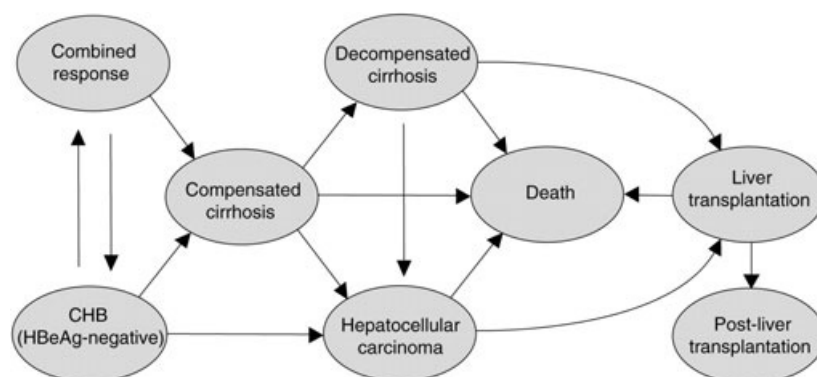 Combined
response
Decompensated
cirrhosis
Compensated
cirrhosis
Death
Liver
transplantation
CHB
(HBeAg-negative)
Hepatocellular
carcinoma
Post-liver
transplantation